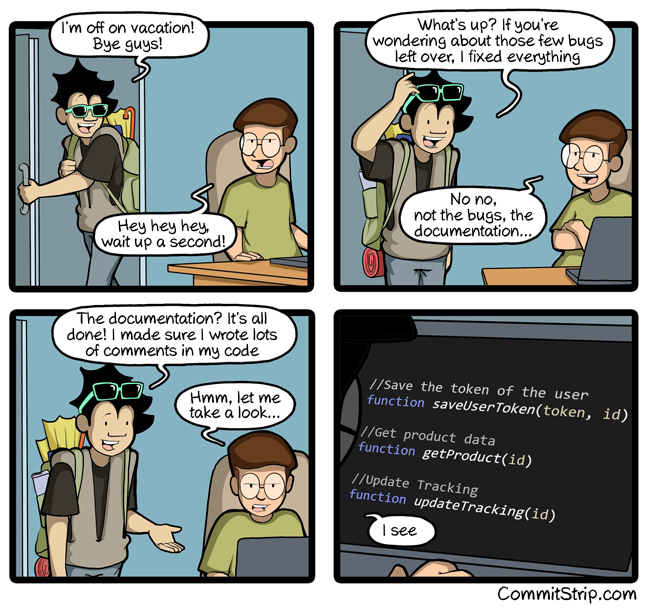 I'm off on vacation!
Bye guys!
Hey hey hey,
wait up a second!
What's up? If you're
wondering about those few bugs
left over, I fixed everything
No no,
not the bugs, the
documentation...
The documentation? It's all
done! I made sure I wrote lots
of comments in my code
Hmm, let me
take a look...
//Save the token of the user
function saveUserToken(token, id)
//Get product data
function getProduct(id)
//Update Tracking
function updateTracking(id)
I see
CommitStrip.com